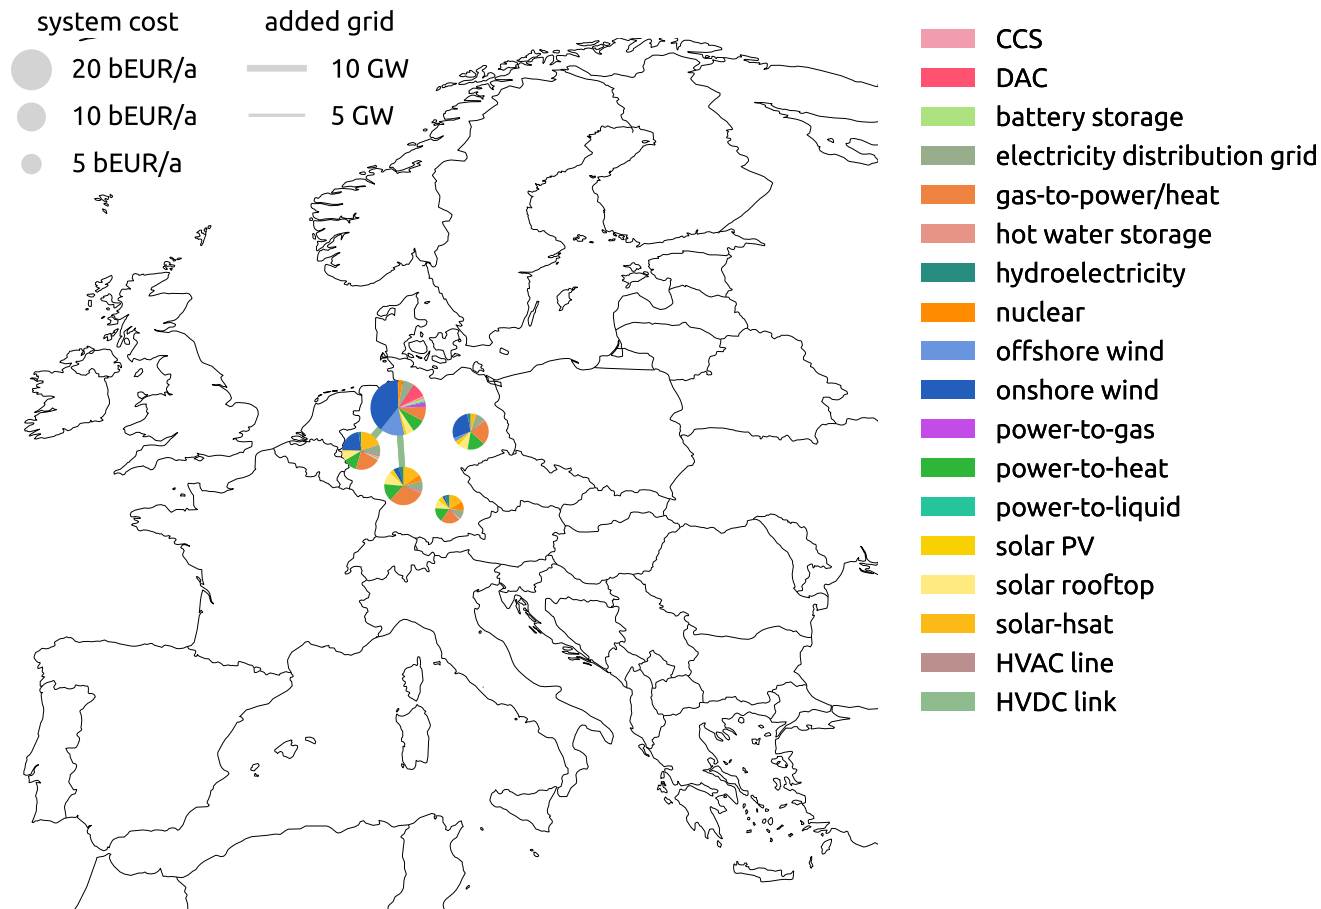 system cost
20 bEUR/a
10 bEUR/a
5 bEUR/a
added grid
10 GW
5 GW
CCS
DAC
battery storage
electricity distribution grid
gas-to-power/heat
hot water storage
hydroelectricity
nuclear
offshore wind
onshore wind
power-to-gas
power-to-heat
power-to-liquid
solar PV
solar rooftop
solar-hsat
HVAC line
HVDC link